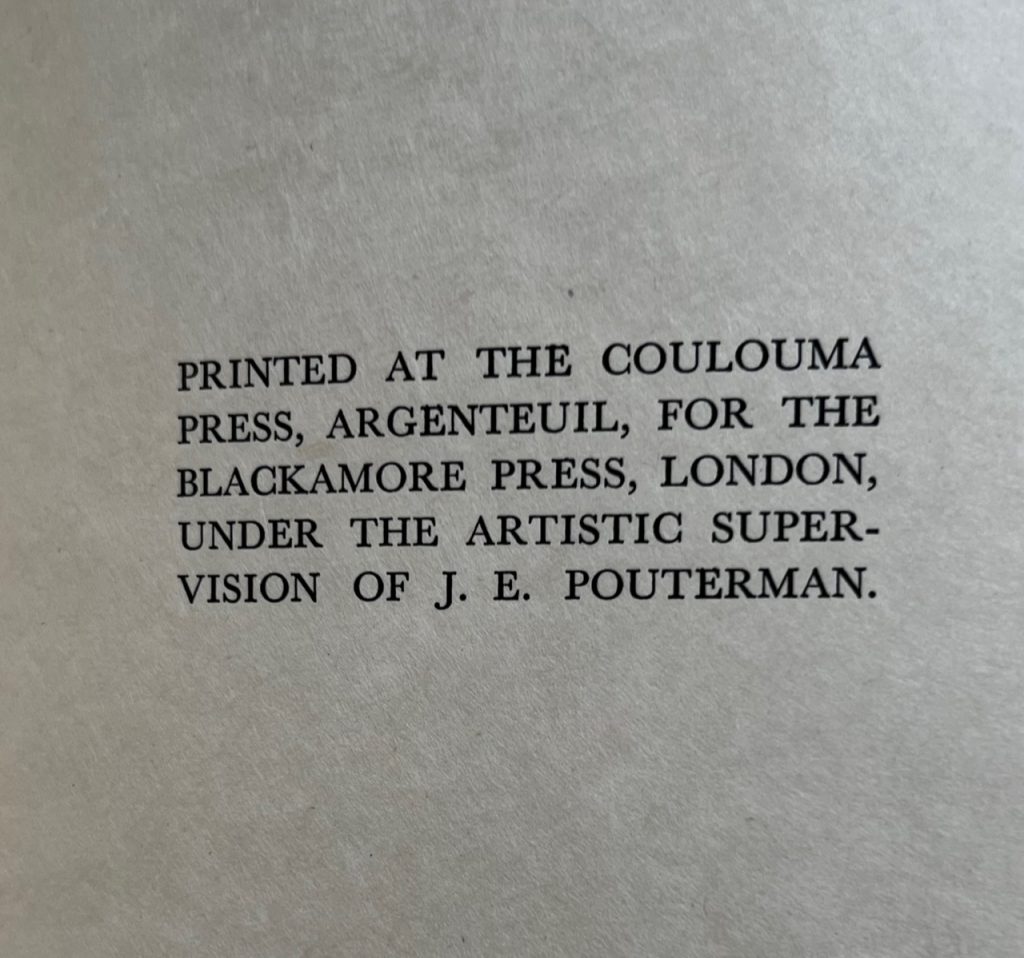 PRINTED AT THE COULOUMA
PRESS, ARGENTEUIL, FOR THE
BLACKAMORE PRESS, LONDON,
UNDER THE ARTISTIC SUPER-
VISION OF J. E. POUTERMAN.